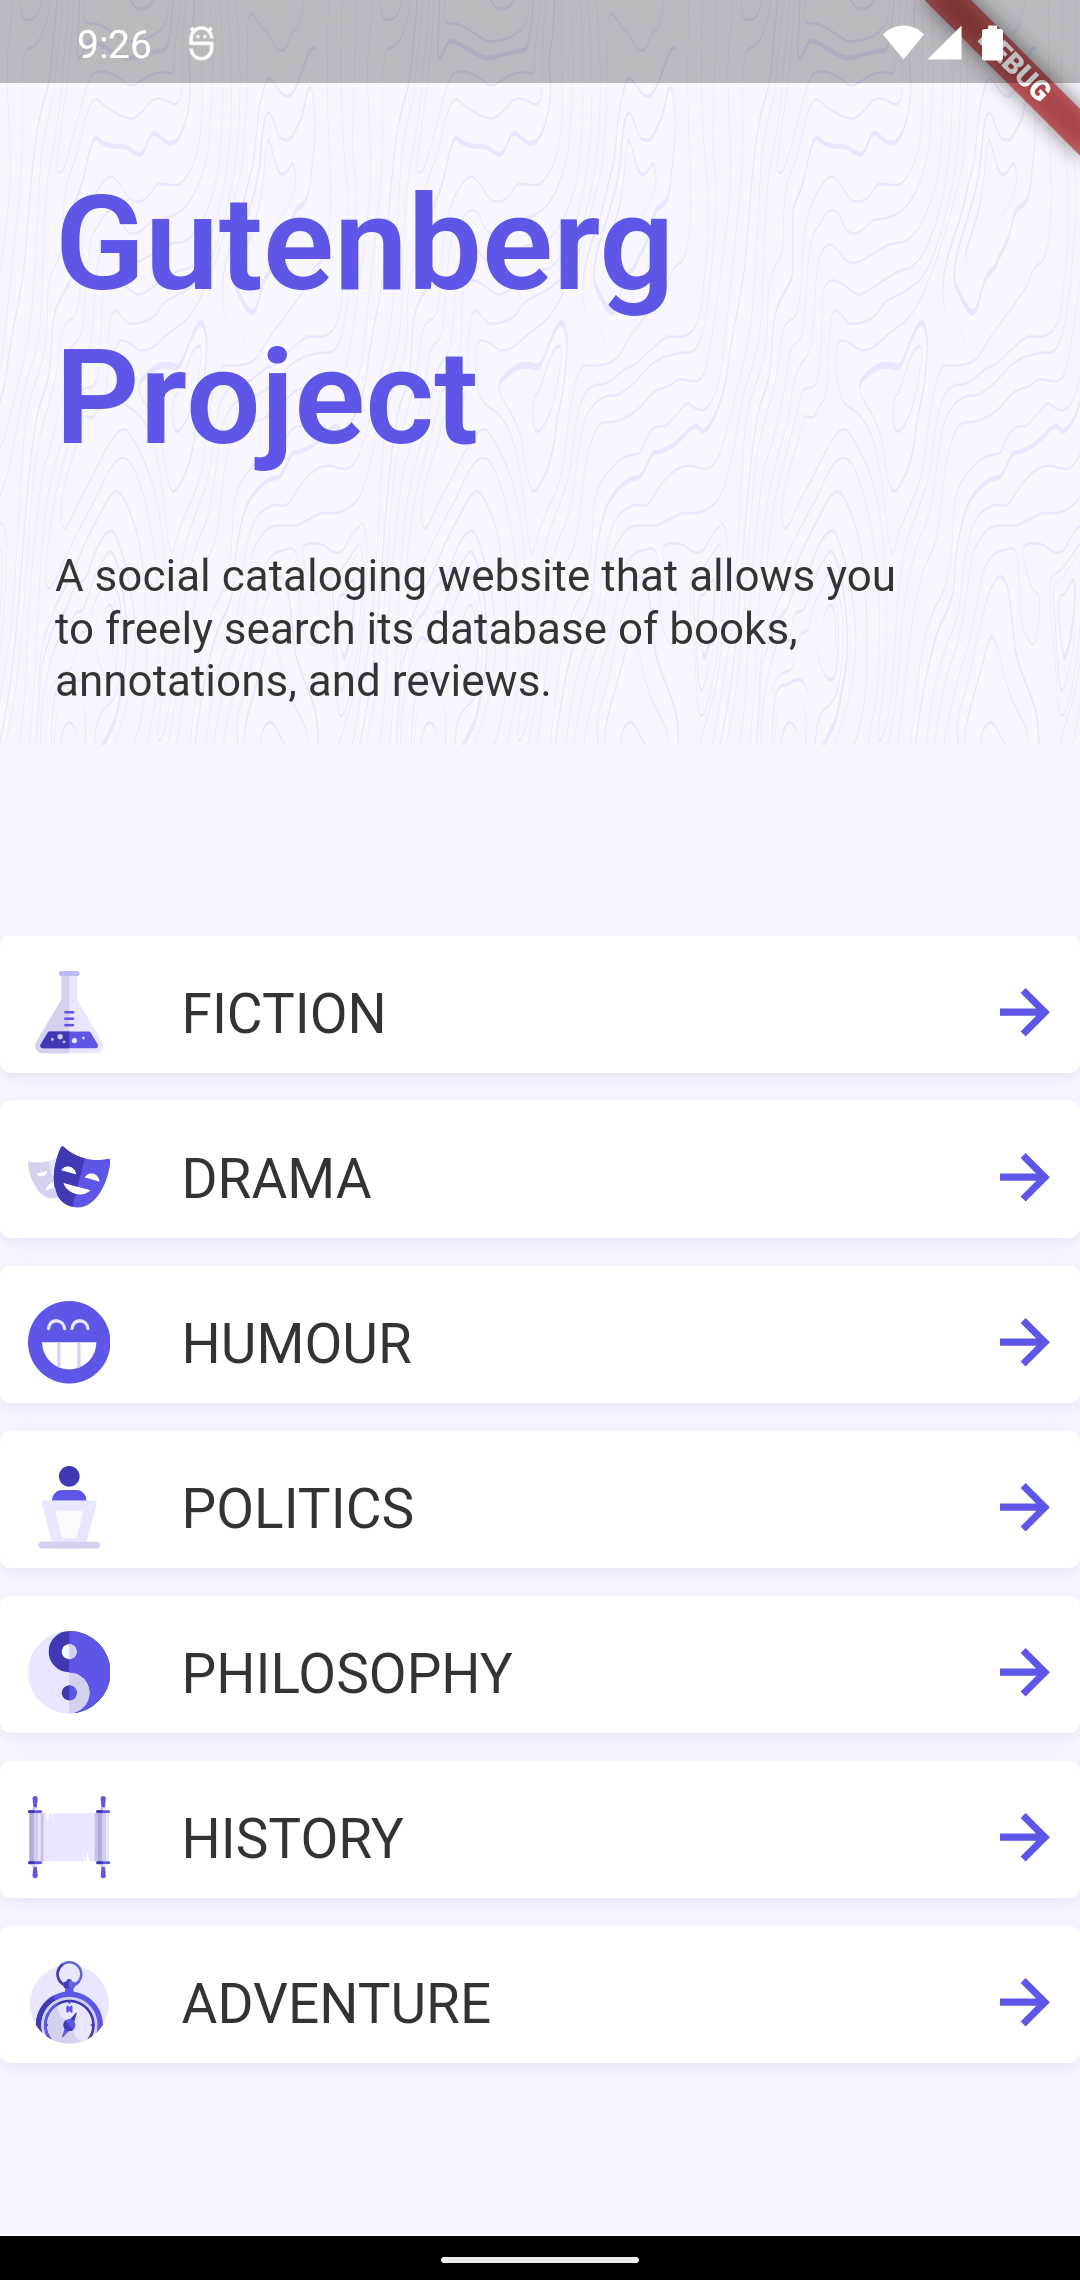 9:26
DEBUG
Gutenberg
Project
A social cataloging website that allows you
to freely search its database of books,
annotations, and reviews.
FICTION
DRAMA
HUMOUR
POLITICS
PHILOSOPHY
HISTORY
ADVENTURE